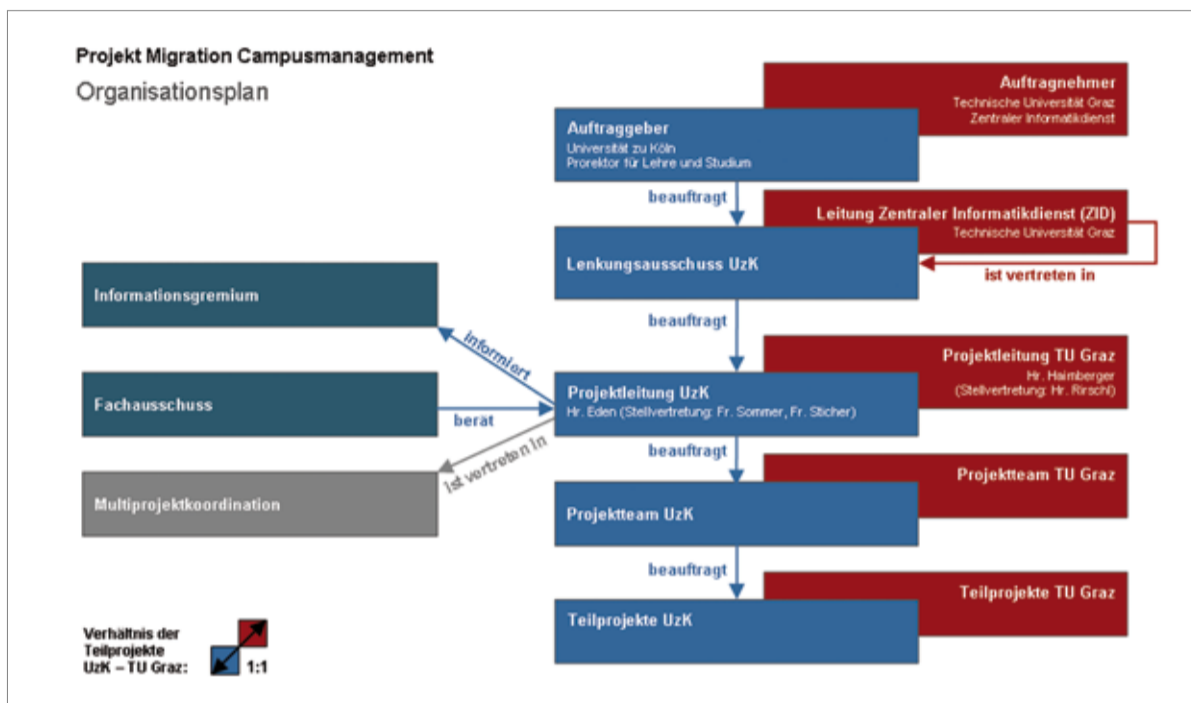 Projekt Migration Campusmanagement
Organisationsplan
Auftragnehmer
Technische Universität Graz
Zentraler Informatikdienst
Auftraggeber
Universität zu Köln
Prorektor für Lehre und Studium
beauftragt
Leitung Zentraler Informatikdienst (ZID)
Technische Universität Graz
Lenkungsausschuss UzK
ist vertreten in
Informationsgremium
beauftragt
informiert
Projektleitung TU Graz
Hr. Haimberger
(Stellvertretung: Hr. Rirschl)
Projektleitung UzK
Hr. Eden (Stellvertretung: Fr. Sommer, Fr. Sticher)
Fachausschuss
berät
ist vertreten in
beauftragt
Projektteam TU Graz
Multiprojektkoordination
Projektteam UzK
beauftragt
Teilprojekte TU Graz
Teilprojekte UzK
Verhältnis der
Teilprojekte
UzK – TU Graz:
1:1